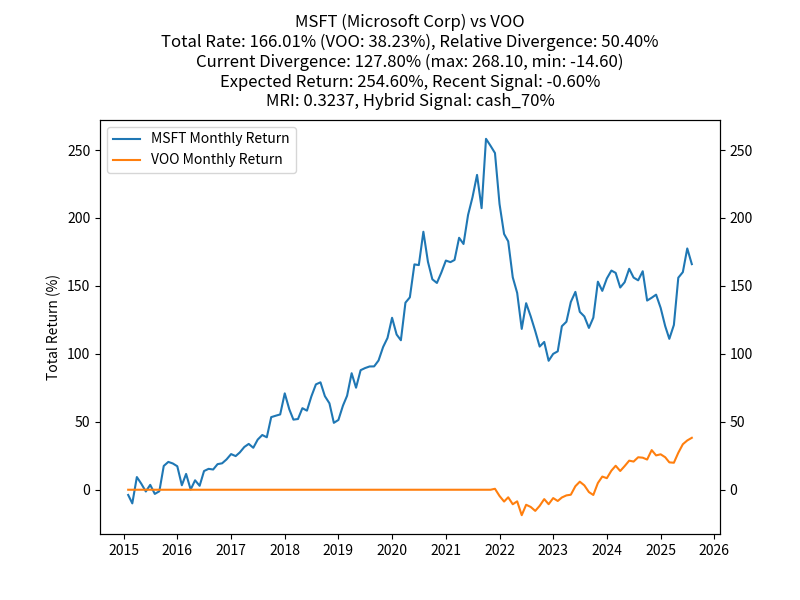 MSFT (Microsoft Corp) vs VOO
Total Rate: 166.01% (VOO: 38.23%), Relative Divergence: 50.40%
Current Divergence: 127.80% (max: 268.10, min: -14.60)
Expected Return: 254.60%, Recent Signal: -0.60%
MRI: 0.3237, Hybrid Signal: cash_70%
MSFT Monthly Return
VOO Monthly Return
Total Return (%)
250 250
200 200
150 150
100 100
50 50
0 0
2015 2016 2017 2018 2019 2020 2021 2022 2023 2024 2025 2026